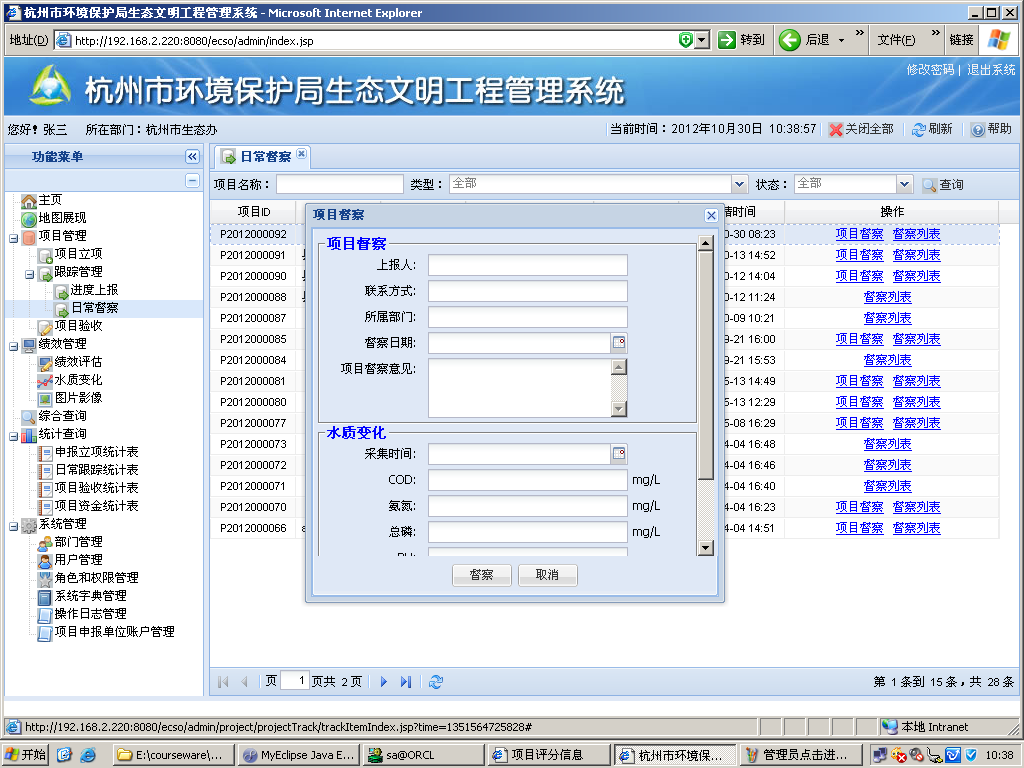 杭州市环境保护局生态文明工程管理系统 - Microsoft Internet Explorer
地址(D) http://192.168.2.220:8080/ecso/admin/index.jsp 转到 后退 » 文件(F) » 链接
杭州市环境保护局生态文明工程管理系统
修改密码 | 退出系统
您好！张三 所在部门：杭州市生态办 当前时间：2012年10月30日 10:38:57 关闭全部 刷新 帮助
功能菜单
日常督察
项目名称： 类型： 全部 状态： 全部 查询
主页
地图展现
项目管理
项目立项
跟踪管理
进度上报
日常督察
项目验收
绩效管理
绩效评估
水质变化
图片影像
综合查询
统计查询
申报立项统计表
日常跟踪统计表
项目验收统计表
项目资金统计表
系统管理
部门管理
用户管理
角色和权限管理
系统字典管理
操作日志管理
项目申报单位账户管理
项目ID 时间 操作
P2012000092 0-30 08:23 项目督察 督察列表
P2012000091 0-13 14:52 项目督察 督察列表
P2012000090 0-12 14:04 项目督察 督察列表
P2012000088 0-12 11:24 督察列表
P2012000087 0-09 10:21 督察列表
P2012000085 9-21 16:00 项目督察 督察列表
P2012000084 9-21 15:53 督察列表
P2012000081 5-13 14:49 项目督察 督察列表
P2012000080 5-13 12:29 项目督察 督察列表
P2012000077 5-08 16:29 项目督察 督察列表
P2012000073 4-04 16:48 督察列表
P2012000072 4-04 16:46 督察列表
P2012000071 4-04 16:40 督察列表
P2012000070 4-04 16:23 项目督察 督察列表
P2012000066 4-04 14:51 项目督察 督察列表
项目督察
项目督察
上报人:
联系方式:
所属部门:
督察日期:
项目督察意见:
水质变化
采集时间:
COD: mg/L
氨氮: mg/L
总磷: mg/L
督察 取消
页 1 页共 2 页 第 1 条到 15 条，共 28 条
http://192.168.2.220:8080/ecso/admin/project/projectTrack/trackItemIndex.jsp?time=1351564725828# 本地 Intranet
开始 E:\courseware\... MyEclipse Java E... sa@ORCL 项目评分信息 杭州市环境保... 管理员点击进... 10:38